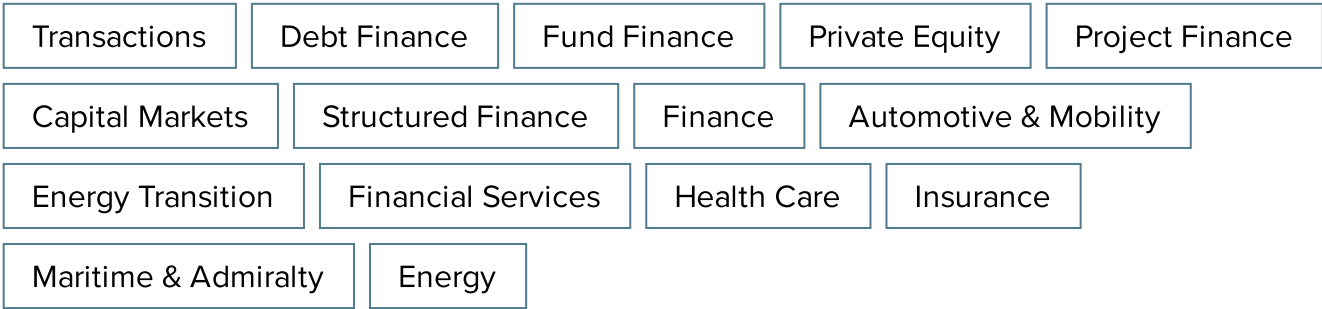 Transactions Debt Finance Fund Finance Private Equity Project Finance
Capital Markets Structured Finance Finance Automotive & Mobility
Energy Transition Financial Services Health Care Insurance
Maritime & Admiralty Energy